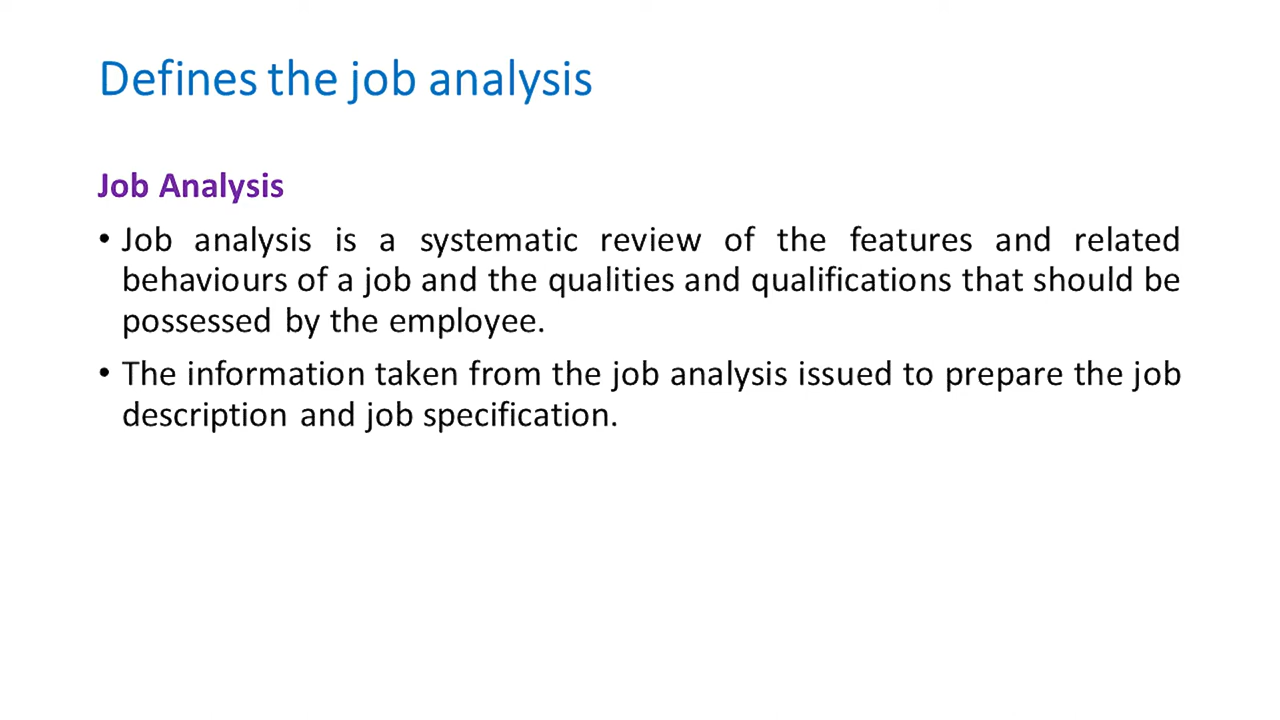 Defines the job analysis
Job Analysis
• Job analysis is a systematic review of the features and related
behaviours of a job and the qualities and qualifications that should be
possessed by the employee.
• The information taken from the job analysis issued to prepare the job
description and job specification.